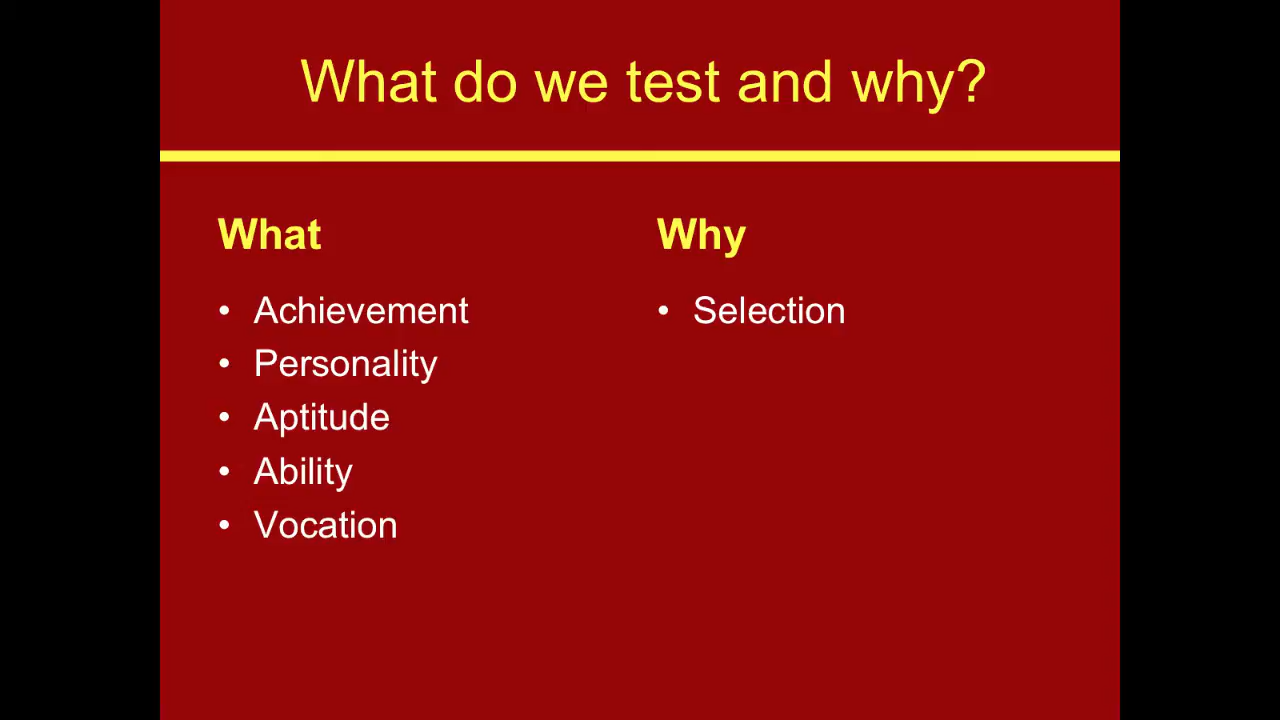 What do we test and why?
What
• Achievement
• Personality
• Aptitude
• Ability
• Vocation
Why
• Selection